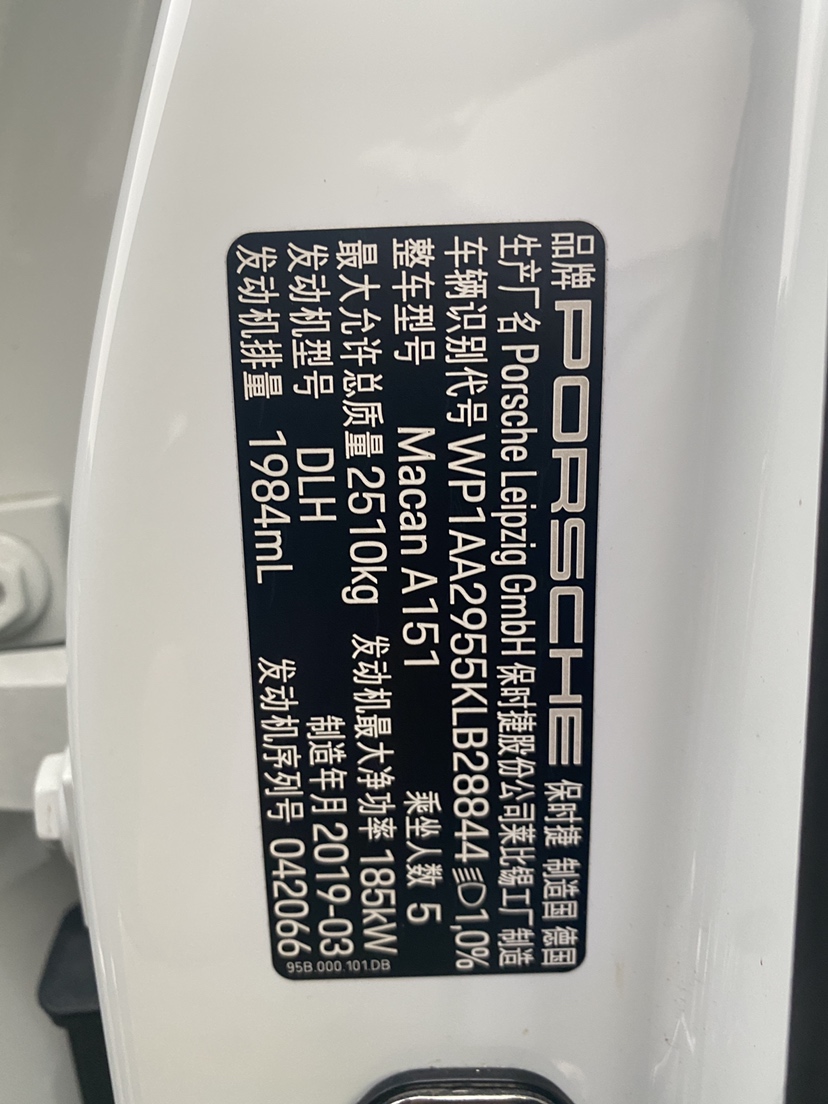 品牌 PORSCHE 保时捷 制造国 德国
生产厂名 Porsche Leipzig GmbH 保时捷股份公司莱比锡工厂制造
车辆识别代号 WP1AA2955KLB28844 1,0%
整车型号 Macan A151 乘坐人数 5
最大允许总质量 2510kg 发动机最大净功率 185kW
发动机型号 DLH 制造年月 2019-03
发动机排量 1984mL 发动机序列号 042066
95B.000.101.DB